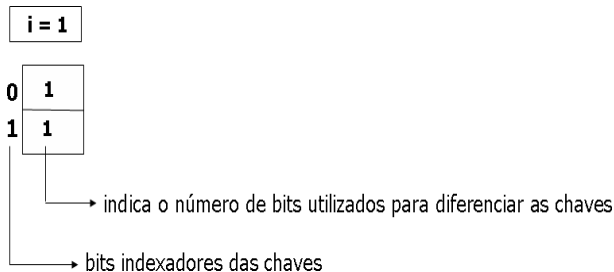 i = 1
0 1
1 1
indica o número de bits utilizados para diferenciar as chaves
bits indexadores das chaves